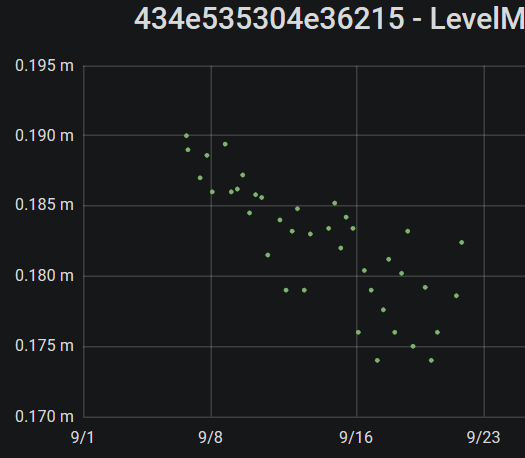 434e535304e36215 - LevelM
0.195 m
0.190 m
0.185 m
0.180 m
0.175 m
0.170 m
9/1 9/8 9/16 9/23